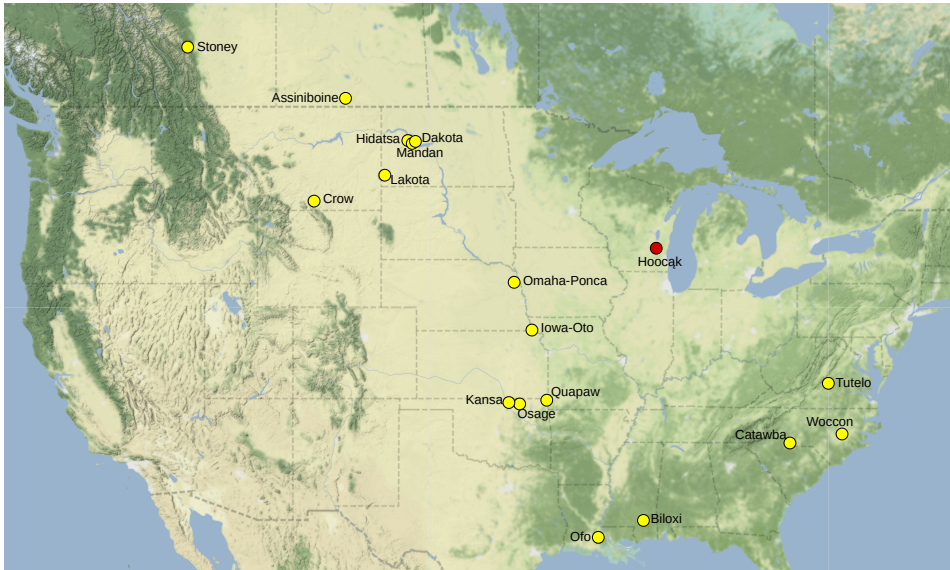 Stoney
Assiniboine
Hidatsa
Dakota
Mandan
Lakota
Crow
Hoocąk
Omaha-Ponca
Iowa-Oto
Tutelo
Quapaw
Kansa
Osage
Woccon
Catawba
Biloxi
Ofo